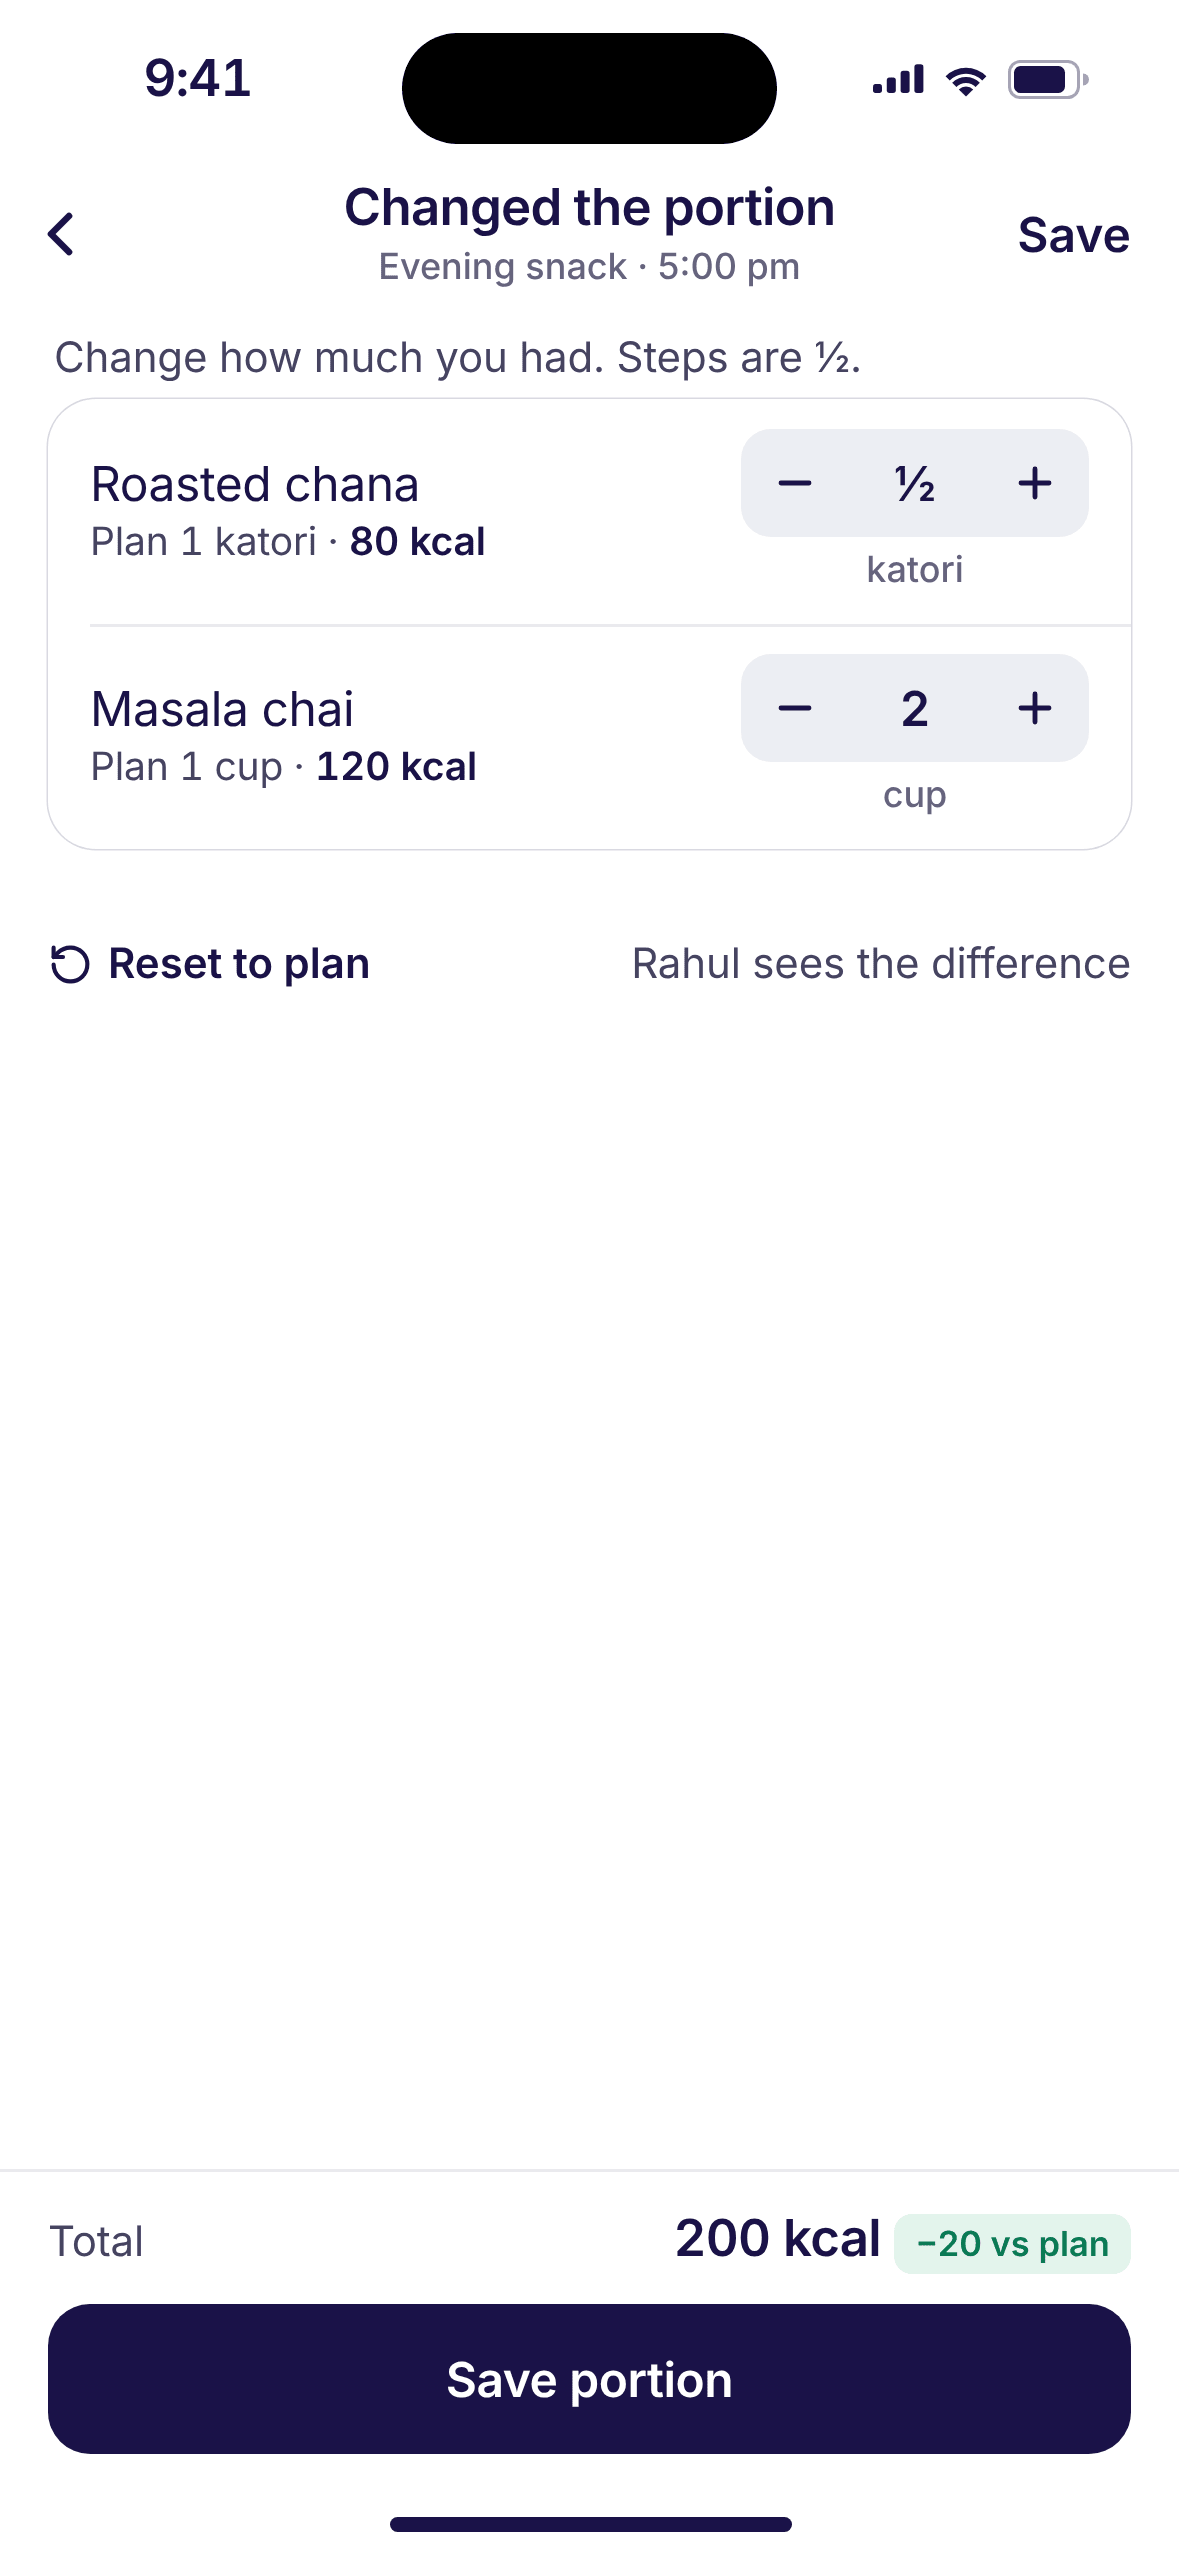 9:41
Changed the portion
Save
Evening snack · 5:00 pm
Change how much you had. Steps are ½.
Roasted chana
− ½ +
Plan 1 katori · 80 kcal
katori
Masala chai
− 2 +
Plan 1 cup · 120 kcal
cup
Reset to plan
Rahul sees the difference
Total
200 kcal
−20 vs plan
Save portion